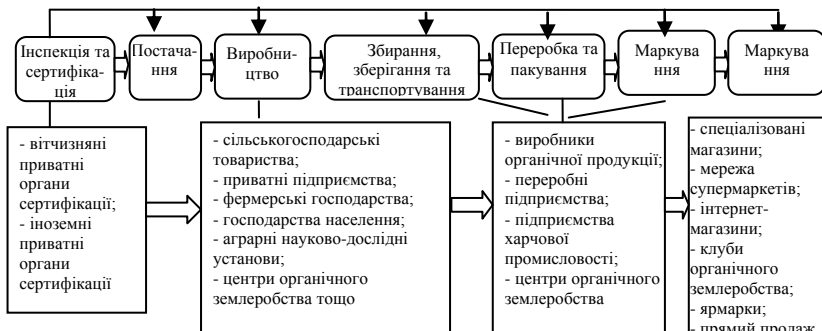 Інспекція та
сертифіка-
ція
Постача-
ння
Виробни-
цтво
Збирання,
зберігання та
транспортування
Переробка та
пакування
Маркува
ння
Маркува
ння
- вітчизняні
приватні
органи
сертифікації;
- іноземні
приватні
органи
сертифікації
- сільськогосподарські
товариства;
- приватні підприємства;
- фермерські господарства;
- господарства населення;
- аграрні науково-дослідні
установи;
- центри органічного
землеробства тощо
- виробники
органічної продукції;
- переробні
підприємства;
- підприємства
харчової
промисловості;
- центри органічного
землеробства
- спеціалізовані
магазини;
- мережа
супермаркетів;
- інтернет-
магазини;
- клуби
органічного
землеробства;
- ярмарки;
- прямий продаж